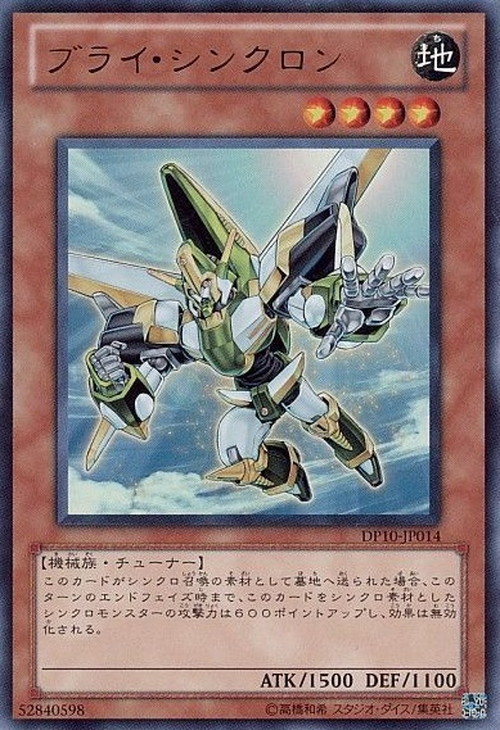 ブライ・シンクロン
地
DP10-JP014
【機械族・チューナー】
このカードがシンクロ召喚の素材として墓地へ送られた場合、この
ターンのエンドフェイズ時まで、このカードをシンクロ素材とした
シンクロモンスターの攻撃力は600ポイントアップし、効果は無効
化される。
ATK/1500 DEF/1100
52840598
©高橋和希 スタジオ・ダイス/集英社